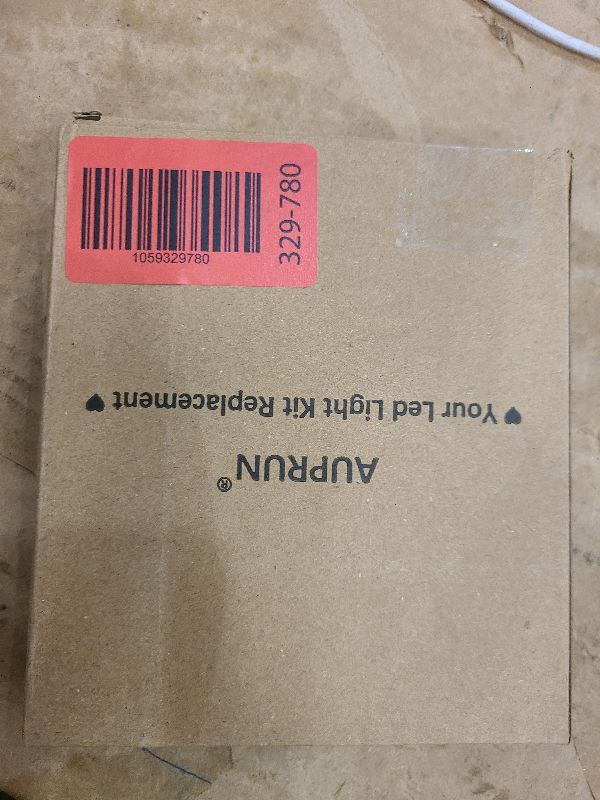 1059329780
329-780
AUPRUN®
♥ Your Led Light Kit Replacement ♥